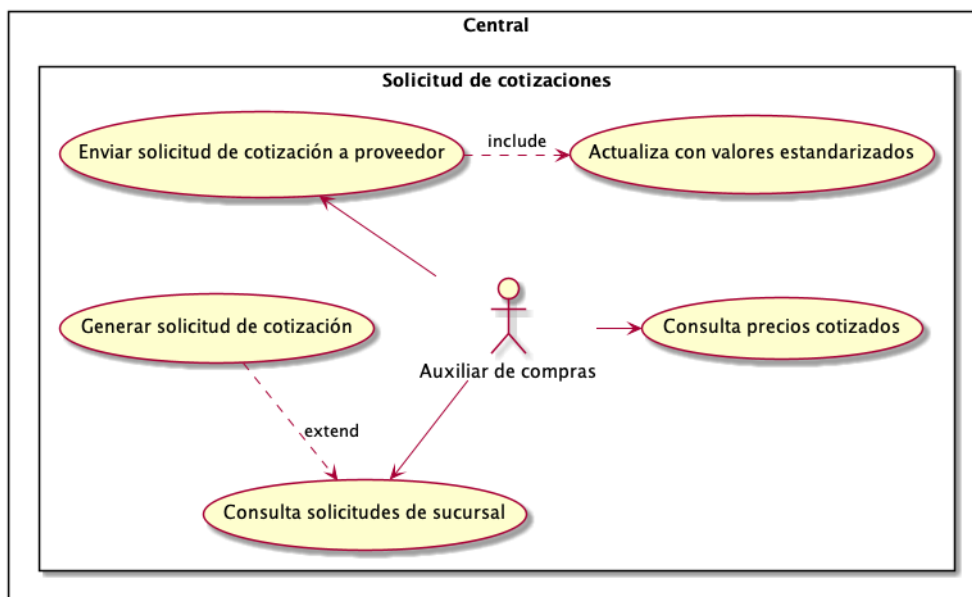 Central
Solicitud de cotizaciones
Enviar solicitud de cotización a proveedor
include
Actualiza con valores estandarizados
Generar solicitud de cotización
Auxiliar de compras
Consulta precios cotizados
extend
Consulta solicitudes de sucursal